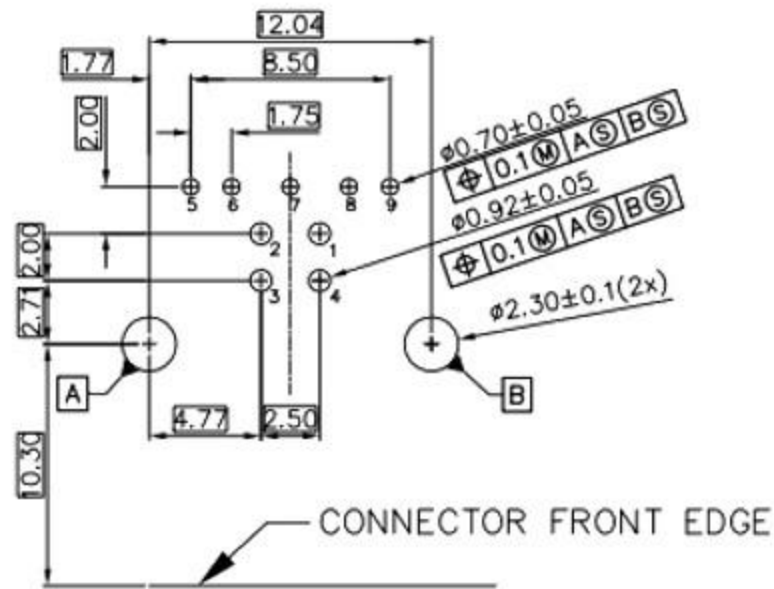 12.04
1.77
8.50
1.75
2.00
ø0.70±0.05
⌖ 0.1Ⓜ AⓈ BⓈ
5 6 7 8 9
ø0.92±0.05
⌖ 0.1Ⓜ AⓈ BⓈ
2 1
2.00
3 4
ø2.30±0.1(2x)
2.71
A B
4.77 2.50
10.30
CONNECTOR FRONT EDGE